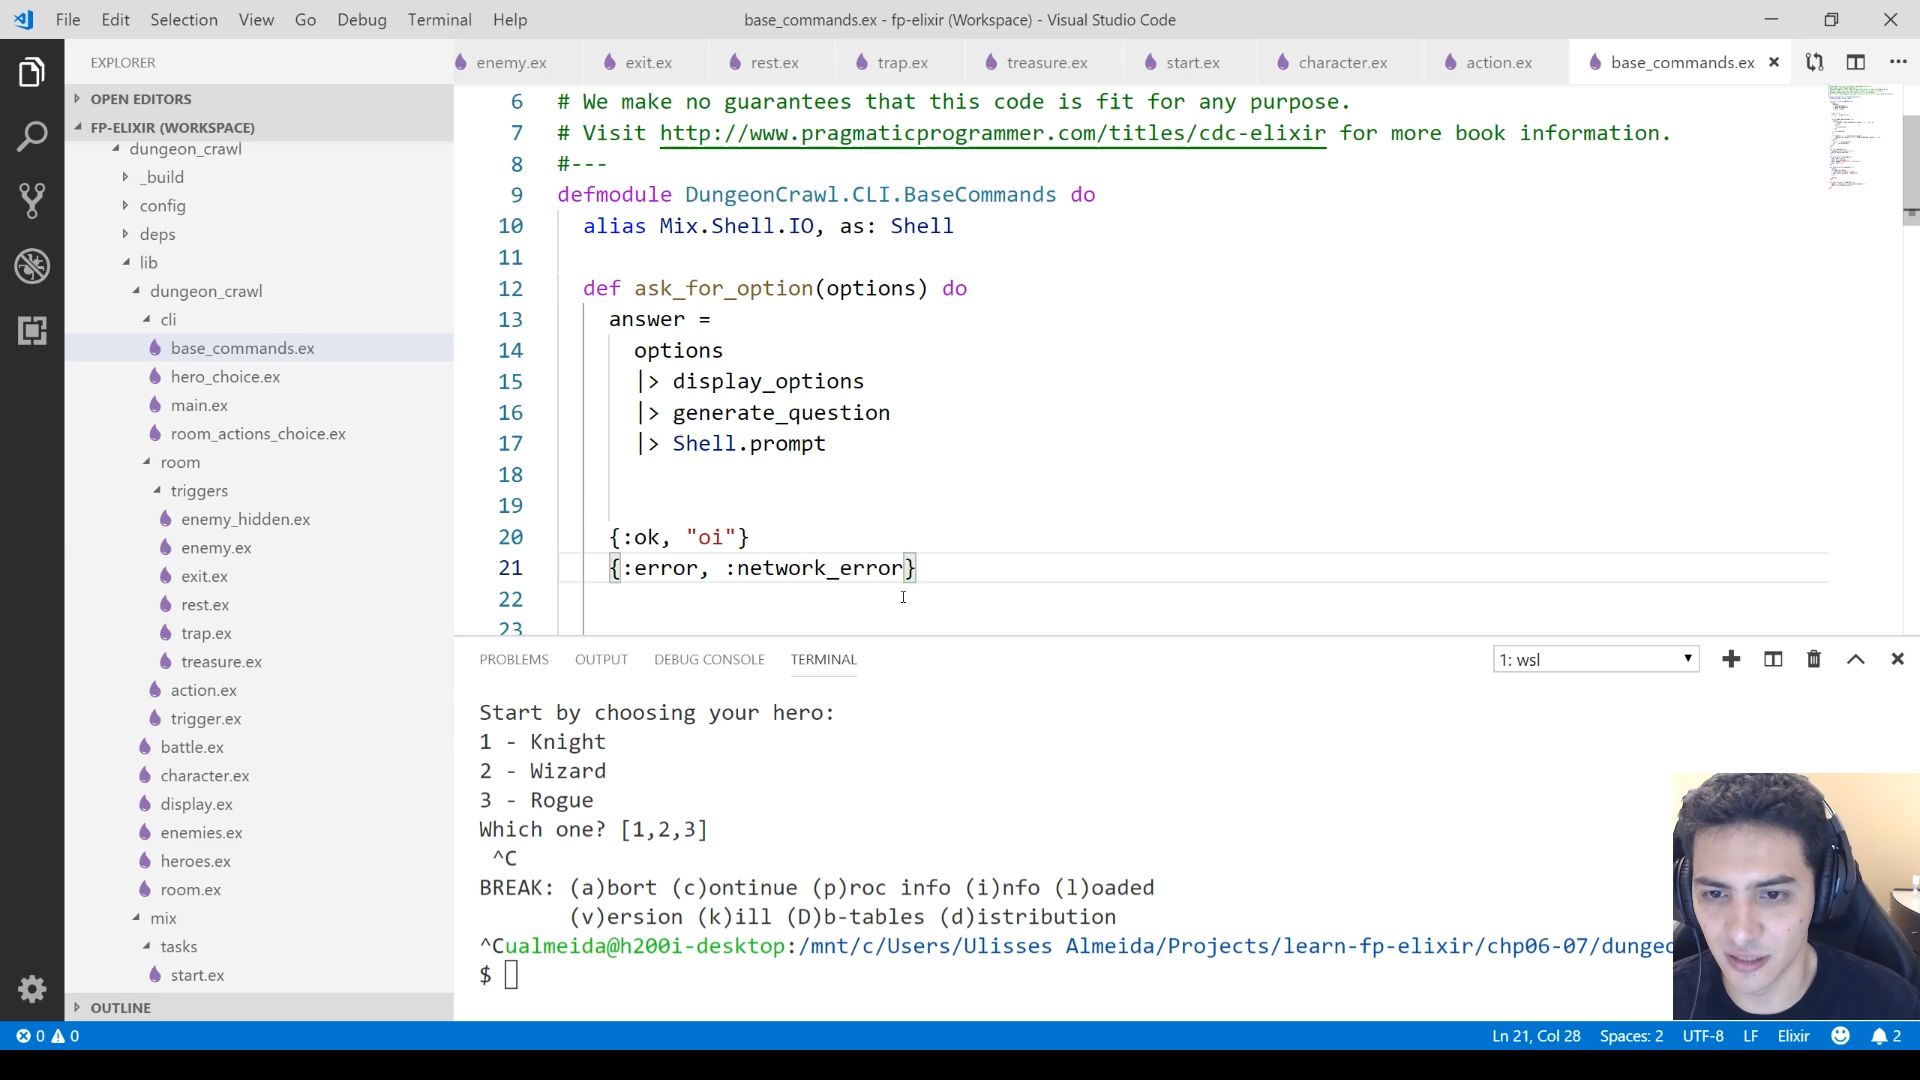 File Edit Selection View Go Debug Terminal Help
base_commands.ex - fp-elixir (Workspace) - Visual Studio Code
EXPLORER
enemy.ex exit.ex rest.ex trap.ex treasure.ex start.ex character.ex action.ex base_commands.ex
OPEN EDITORS
FP-ELIXIR (WORKSPACE)
dungeon_crawl
_build
config
deps
lib
dungeon_crawl
cli
base_commands.ex
hero_choice.ex
main.ex
room_actions_choice.ex
room
triggers
enemy_hidden.ex
enemy.ex
exit.ex
rest.ex
trap.ex
treasure.ex
action.ex
trigger.ex
battle.ex
character.ex
display.ex
enemies.ex
heroes.ex
room.ex
mix
tasks
start.ex
OUTLINE
6 # We make no guarantees that this code is fit for any purpose.
7 # Visit http://www.pragmaticprogrammer.com/titles/cdc-elixir for more book information.
8 #---
9 defmodule DungeonCrawl.CLI.BaseCommands do
10 alias Mix.Shell.IO, as: Shell
11
12 def ask_for_option(options) do
13 answer =
14 options
15 |> display_options
16 |> generate_question
17 |> Shell.prompt
18
19
20 {:ok, "oi"}
21 {:error, :network_error}
22
23
PROBLEMS OUTPUT DEBUG CONSOLE TERMINAL
1: wsl
Start by choosing your hero:
1 - Knight
2 - Wizard
3 - Rogue
Which one? [1,2,3]
^C
BREAK: (a)bort (c)ontinue (p)roc info (i)nfo (l)oaded
(v)ersion (k)ill (D)b-tables (d)istribution
^Cualmeida@h200i-desktop:/mnt/c/Users/Ulisses Almeida/Projects/learn-fp-elixir/chp06-07/dungeo
$
0 0
Ln 21, Col 28 Spaces: 2 UTF-8 LF Elixir 2